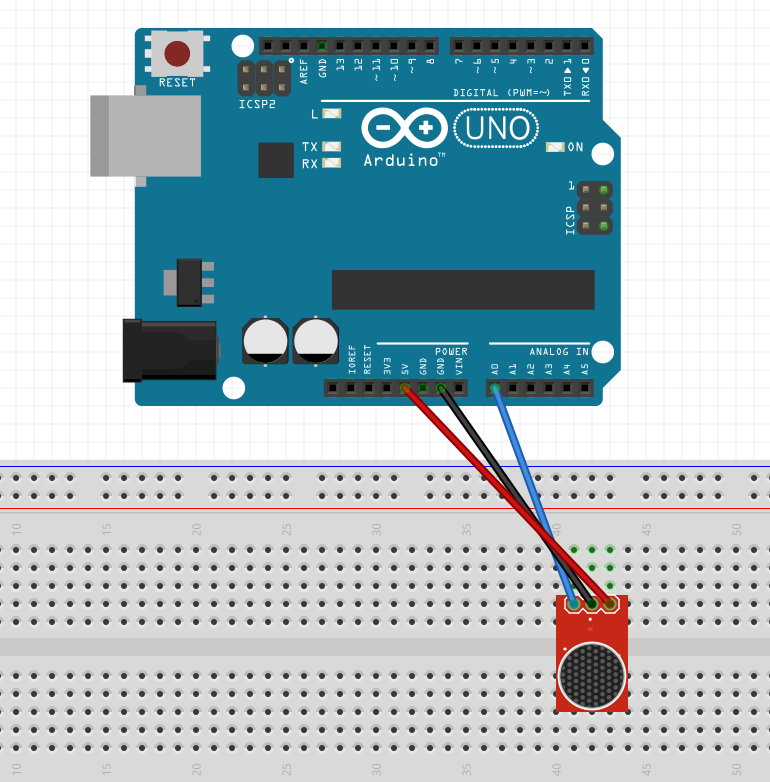 RESET
ICSP2
AREF
GND
13
12
~11
~10
~9
8
7
~6
~5
4
~3
2
TXD▶1
RXD◀0
DIGITAL (PWM=~)
L
TX
RX
Arduino™
UNO
ON
1
ICSP
IOREF
RESET
3V3
5V
GND
GND
VIN
POWER
ANALOG IN
A0
A1
A2
A3
A4
A5
10 15 20 25 30 35 40 45 50
10 15 20 25 30 35 40 45 50